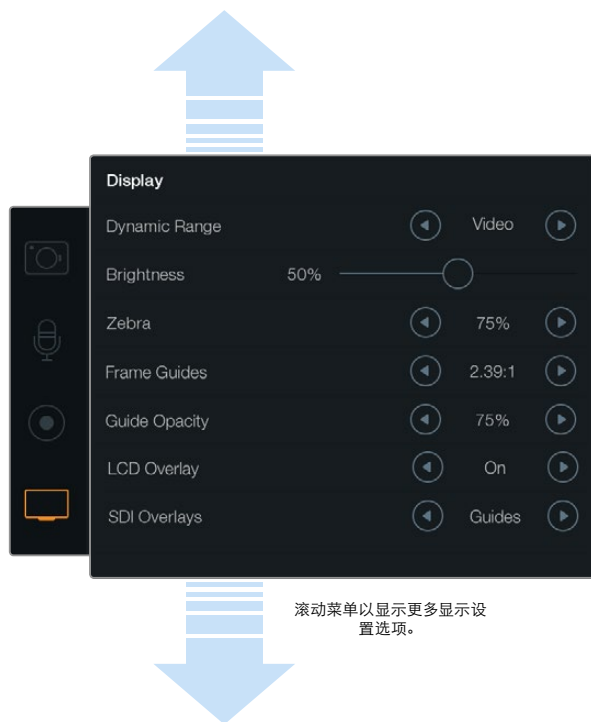 Display
Dynamic Range Video
Brightness 50%
Zebra 75%
Frame Guides 2.39:1
Guide Opacity 75%
LCD Overlay On
SDI Overlays Guides
滚动菜单以显示更多显示设
置选项。